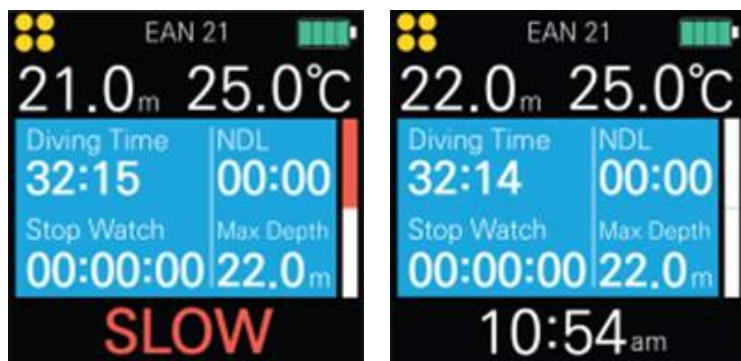 EAN 21
21.0m 25.0°C
Diving Time NDL
32:15 00:00
Stop Watch Max Depth
00:00:00 22.0m
SLOW
EAN 21
22.0m 25.0°C
Diving Time NDL
32:14 00:00
Stop Watch Max Depth
00:00:00 22.0m
10:54am